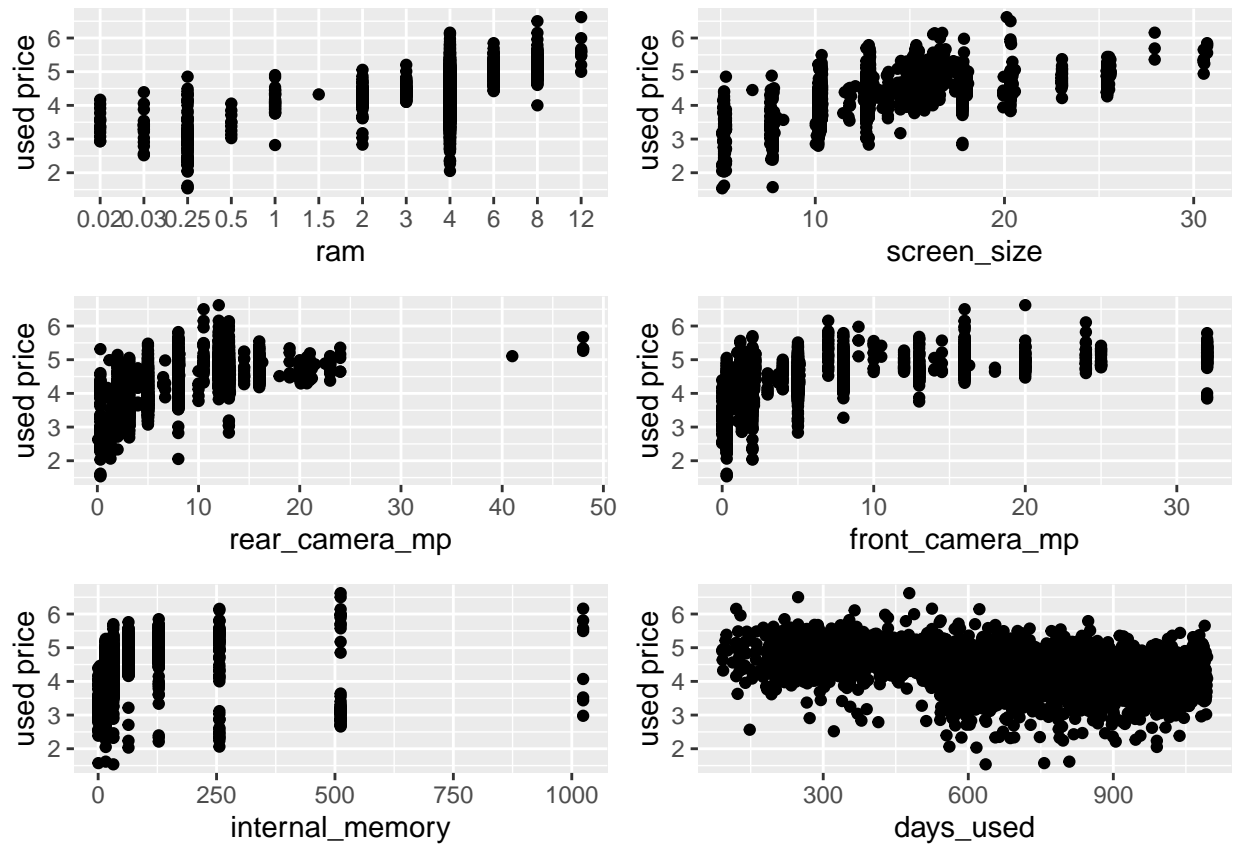 used price
6
5
4
3
2
0.02 0.03 0.25 0.5 1 1.5 2 3 4 6 8 12
ram
used price
6
5
4
3
2
10 20 30
screen_size
used price
6
5
4
3
2
0 10 20 30 40 50
rear_camera_mp
used price
6
5
4
3
2
0 10 20 30
front_camera_mp
used price
6
5
4
3
2
0 250 500 750 1000
internal_memory
used price
6
5
4
3
2
300 600 900
days_used